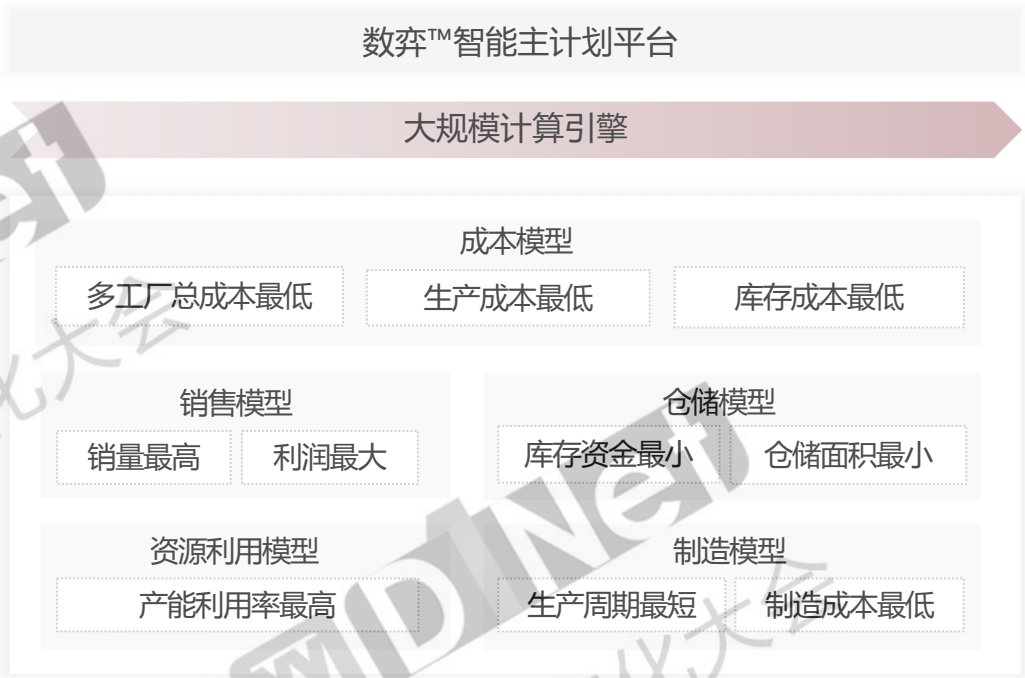 数弈™智能主计划平台
大规模计算引擎
成本模型
多工厂总成本最低 生产成本最低 库存成本最低
销售模型 仓储模型
销量最高 利润最大 库存资金最小 仓储面积最小
资源利用模型 制造模型
产能利用率最高 生产周期最短 制造成本最低